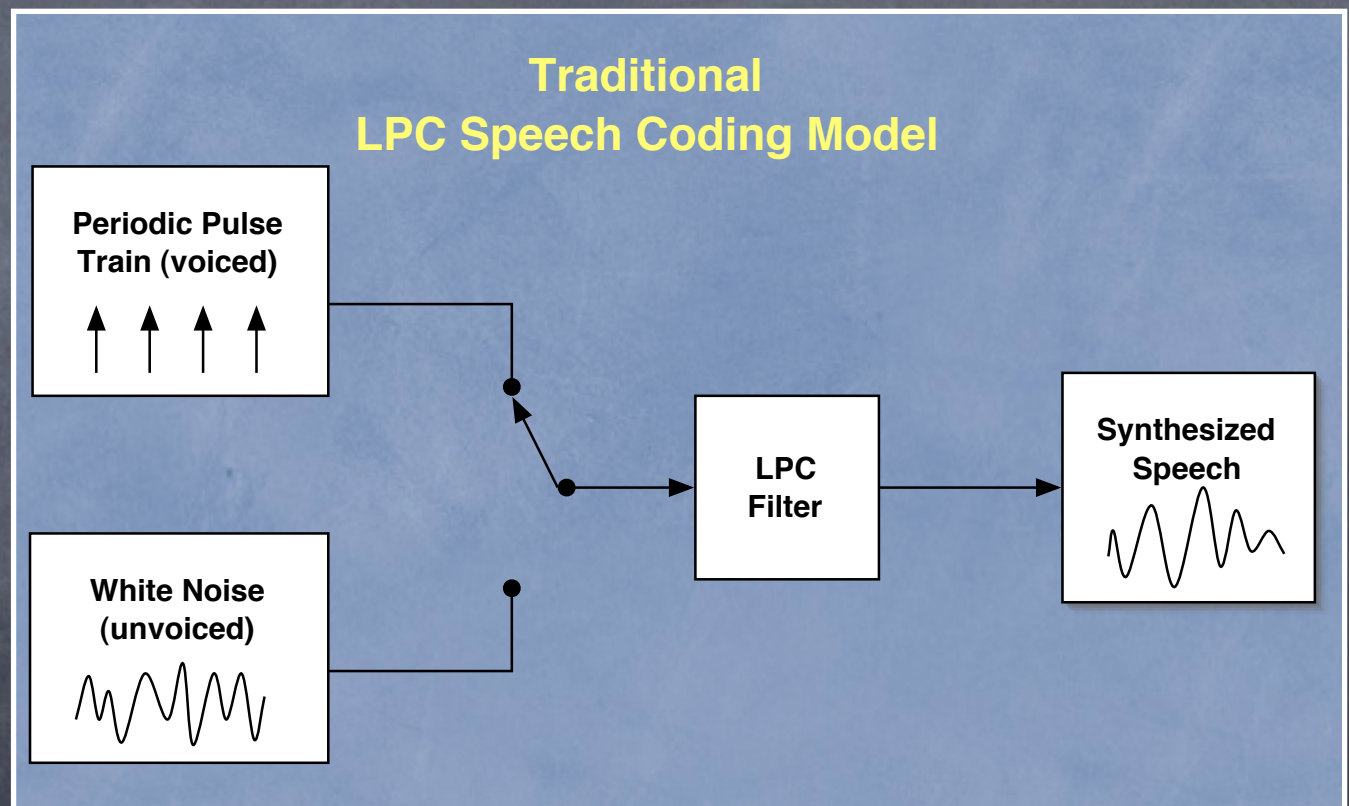 Traditional
LPC Speech Coding Model
Periodic Pulse
Train (voiced)
White Noise
(unvoiced)
LPC
Filter
Synthesized
Speech